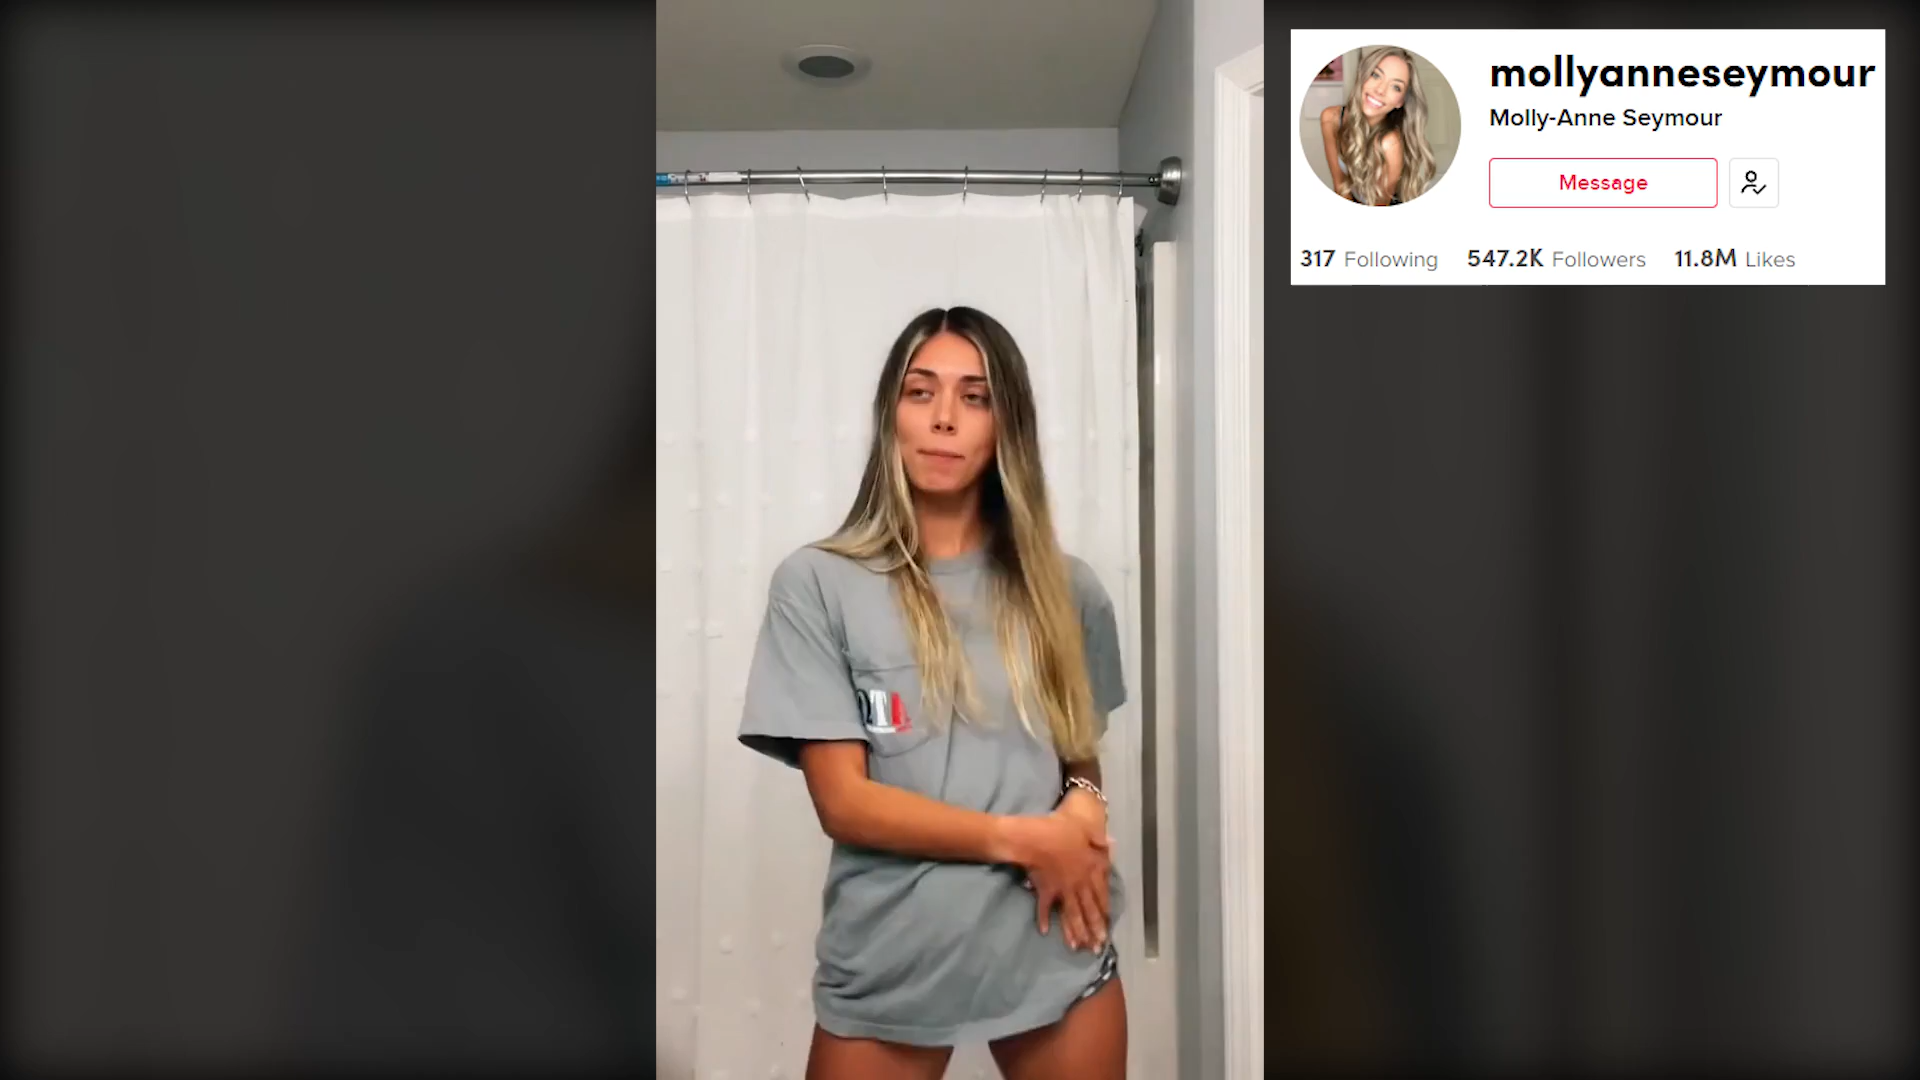 mollyanneseymour
Molly-Anne Seymour
Message
317 Following 547.2K Followers 11.8M Likes